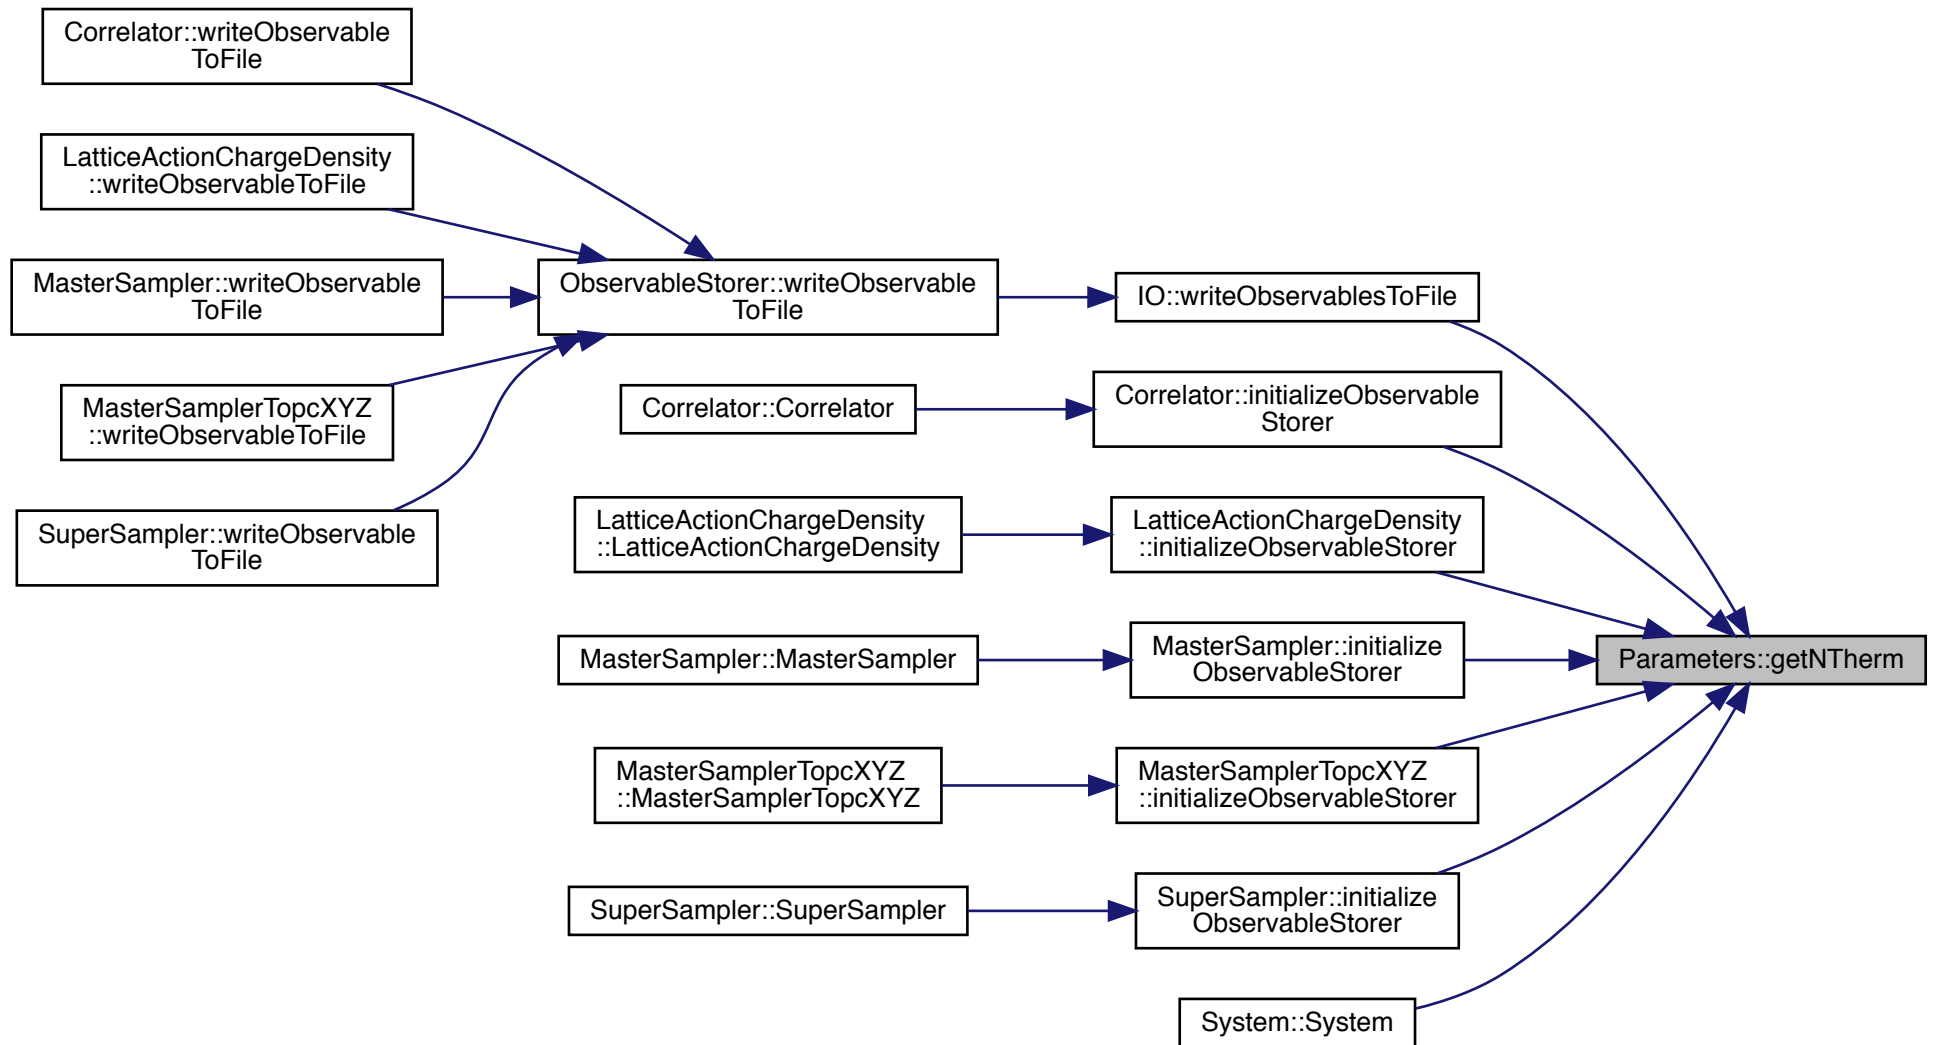 Correlator::writeObservable
ToFile
LatticeActionChargeDensity
::writeObservableToFile
MasterSampler::writeObservable
ToFile
MasterSamplerTopcXYZ
::writeObservableToFile
SuperSampler::writeObservable
ToFile
ObservableStorer::writeObservable
ToFile
Correlator::Correlator
LatticeActionChargeDensity
::LatticeActionChargeDensity
MasterSampler::MasterSampler
MasterSamplerTopcXYZ
::MasterSamplerTopcXYZ
SuperSampler::SuperSampler
IO::writeObservablesToFile
Correlator::initializeObservable
Storer
LatticeActionChargeDensity
::initializeObservableStorer
MasterSampler::initialize
ObservableStorer
MasterSamplerTopcXYZ
::initializeObservableStorer
SuperSampler::initialize
ObservableStorer
System::System
Parameters::getNTherm